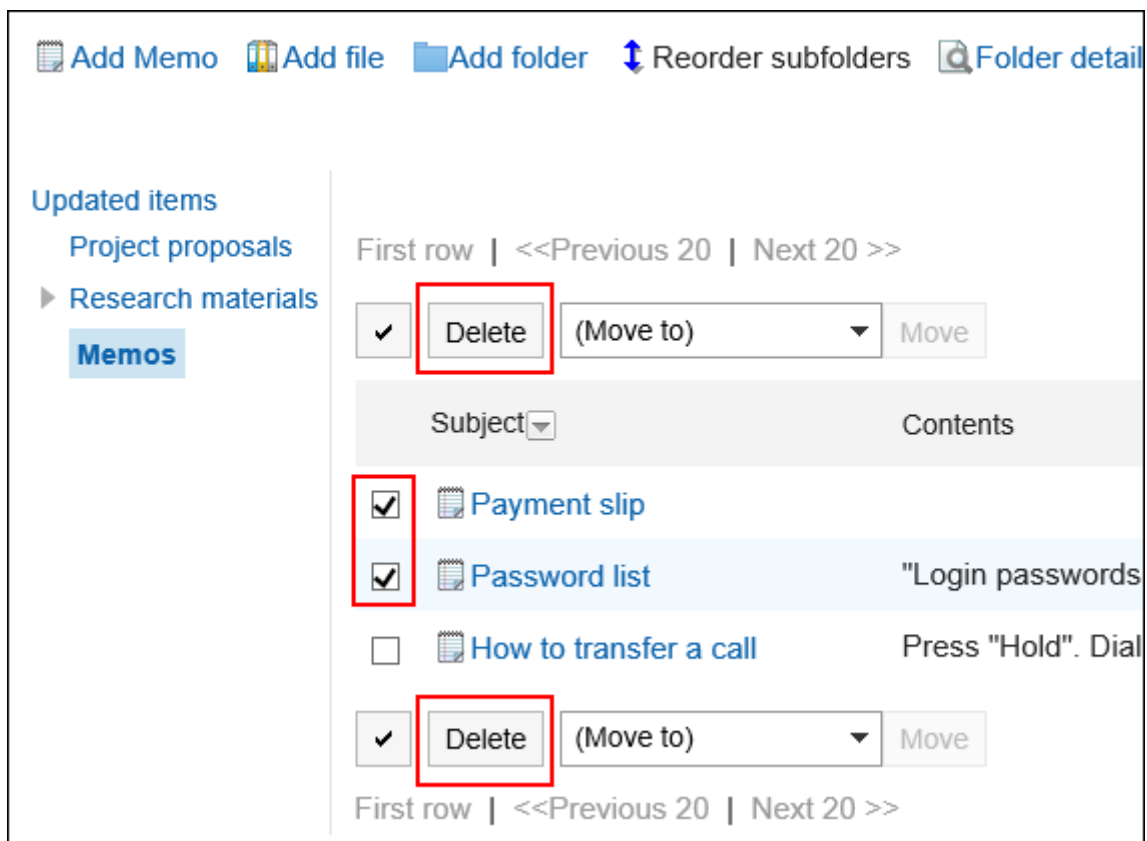 Add Memo Add file Add folder Reorder subfolders Folder detail
Updated items
Project proposals
Research materials
Memos
First row | <<Previous 20 | Next 20 >>
Delete (Move to) Move
Subject Contents
Payment slip
Password list "Login passwords
How to transfer a call Press "Hold". Dial
Delete (Move to) Move
First row | <<Previous 20 | Next 20 >>